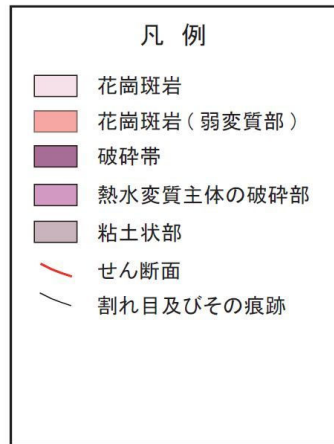 凡 例
花崗斑岩
花崗斑岩 ( 弱変質部 )
破砕帯
熱水変質主体の破砕部
粘土状部
せん断面
割れ目及びその痕跡